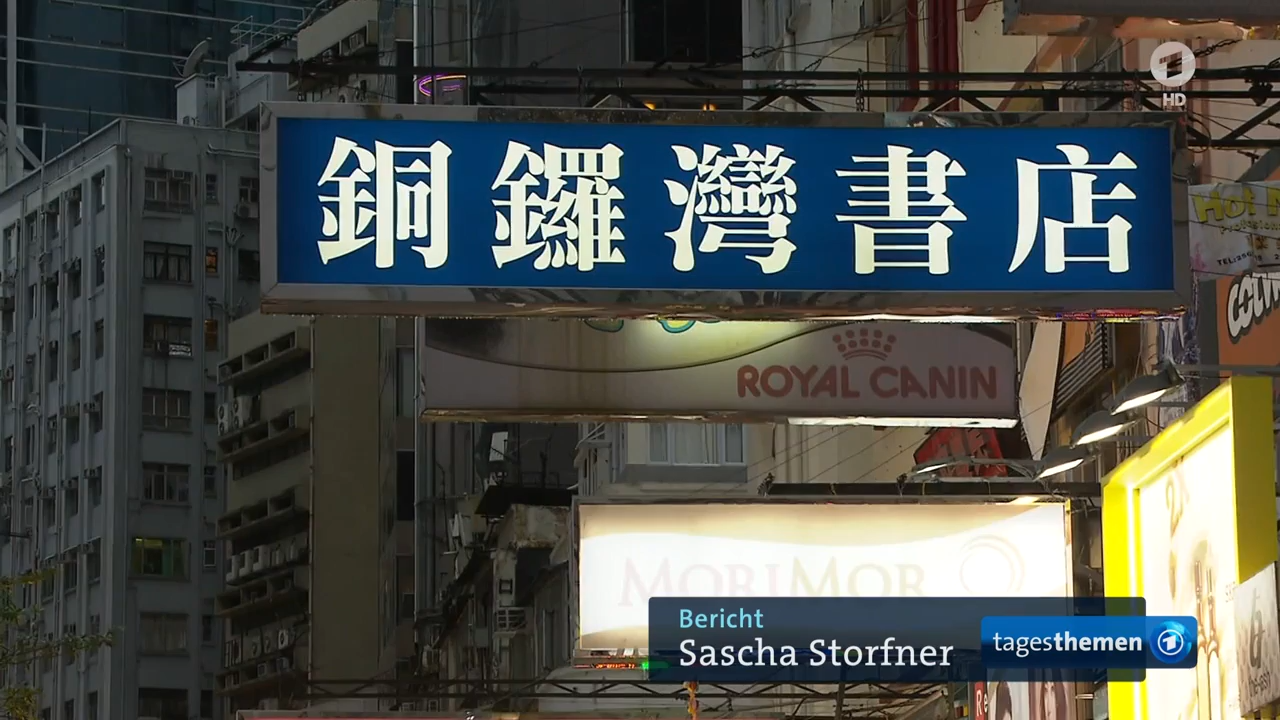 HD
銅鑼灣書店
ROYAL CANIN
MORIMOR
Bericht
Sascha Storfner
tagesthemen